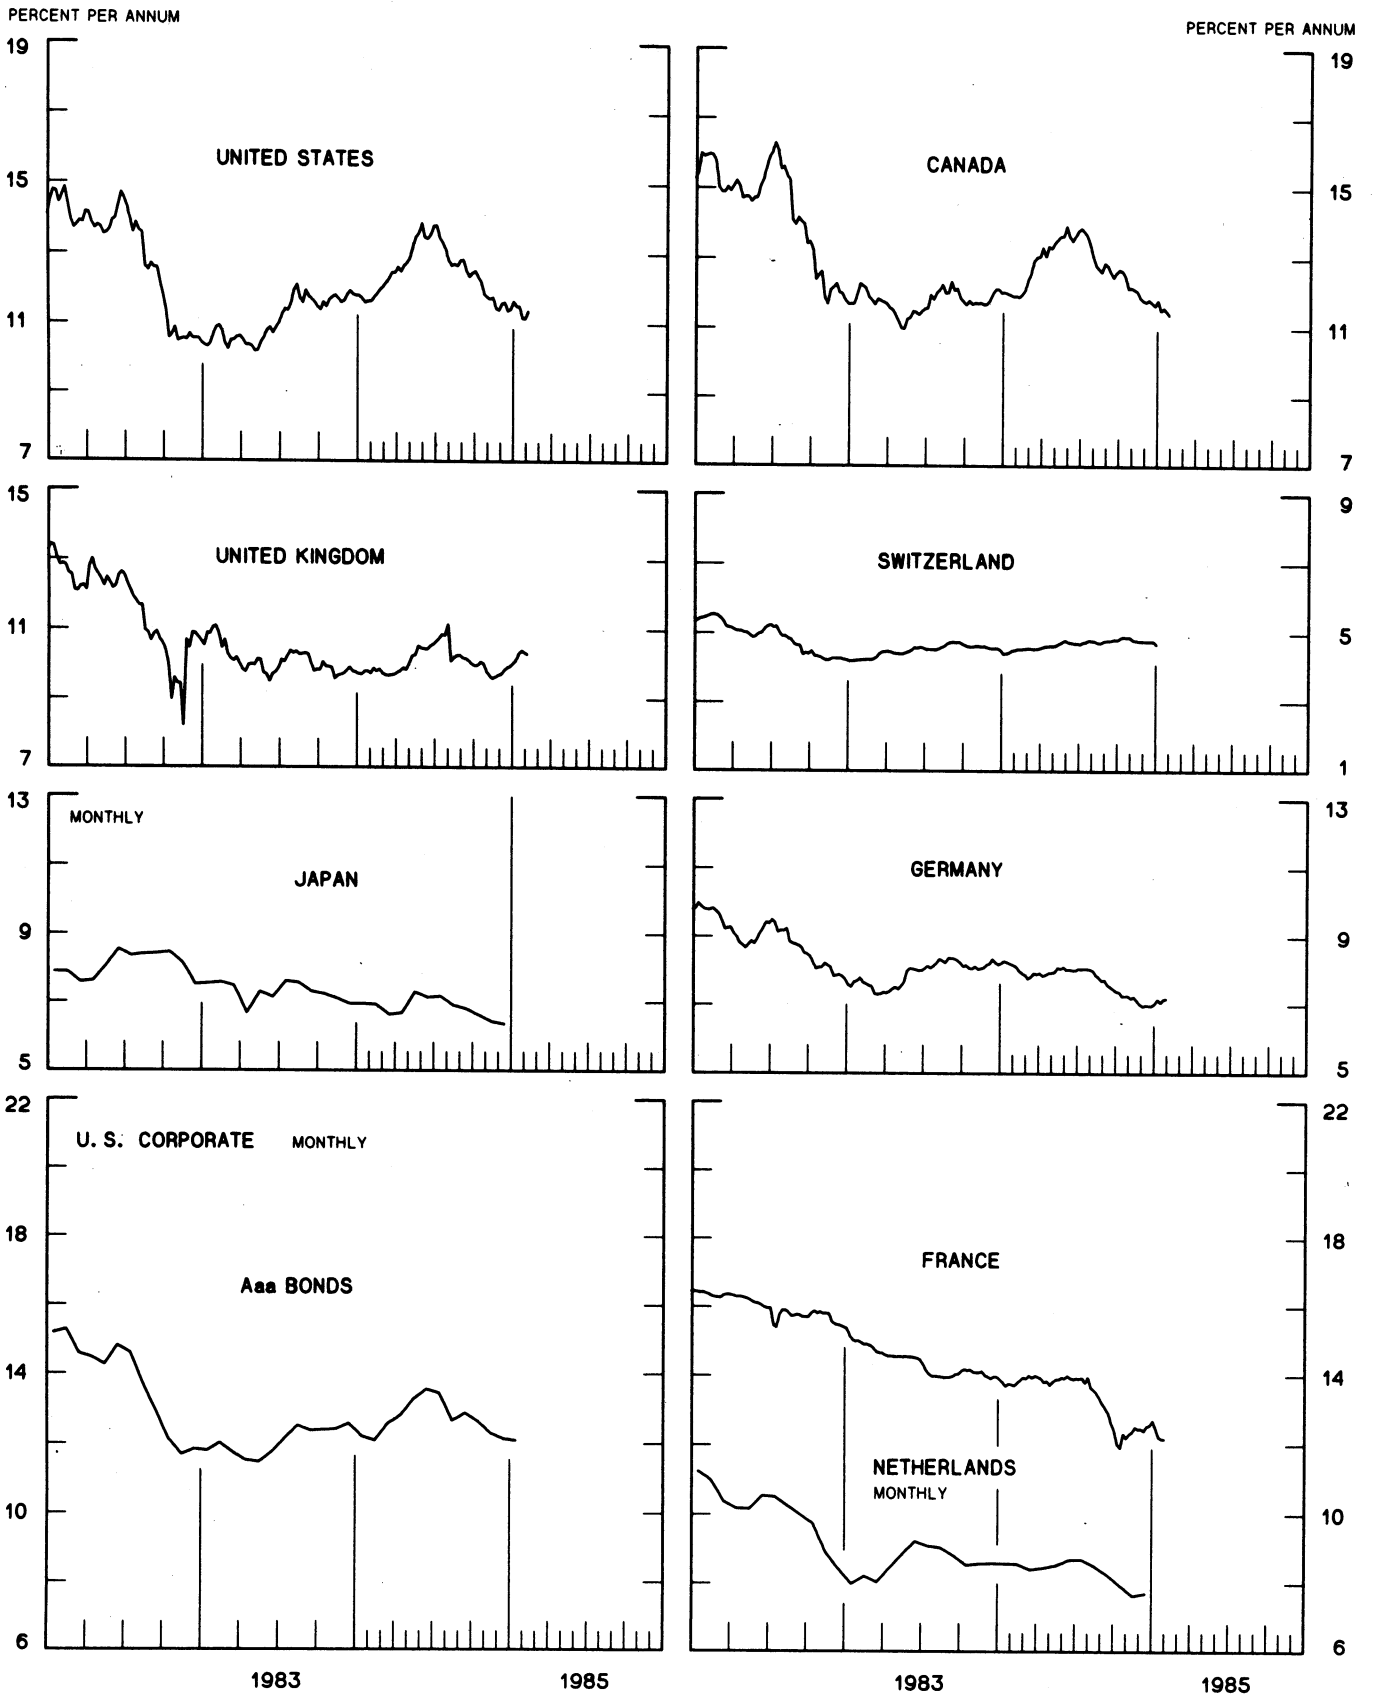 PERCENT PER ANNUM
PERCENT PER ANNUM
19
15
11
7
UNITED STATES
CANADA
19
15
11
7
15
11
7
UNITED KINGDOM
SWITZERLAND
9
5
1
13
9
5
MONTHLY
JAPAN
GERMANY
13
9
5
22
18
14
10
6
U. S. CORPORATE MONTHLY
Aaa BONDS
FRANCE
NETHERLANDS
MONTHLY
22
18
14
10
6
1983 1985
1983 1985